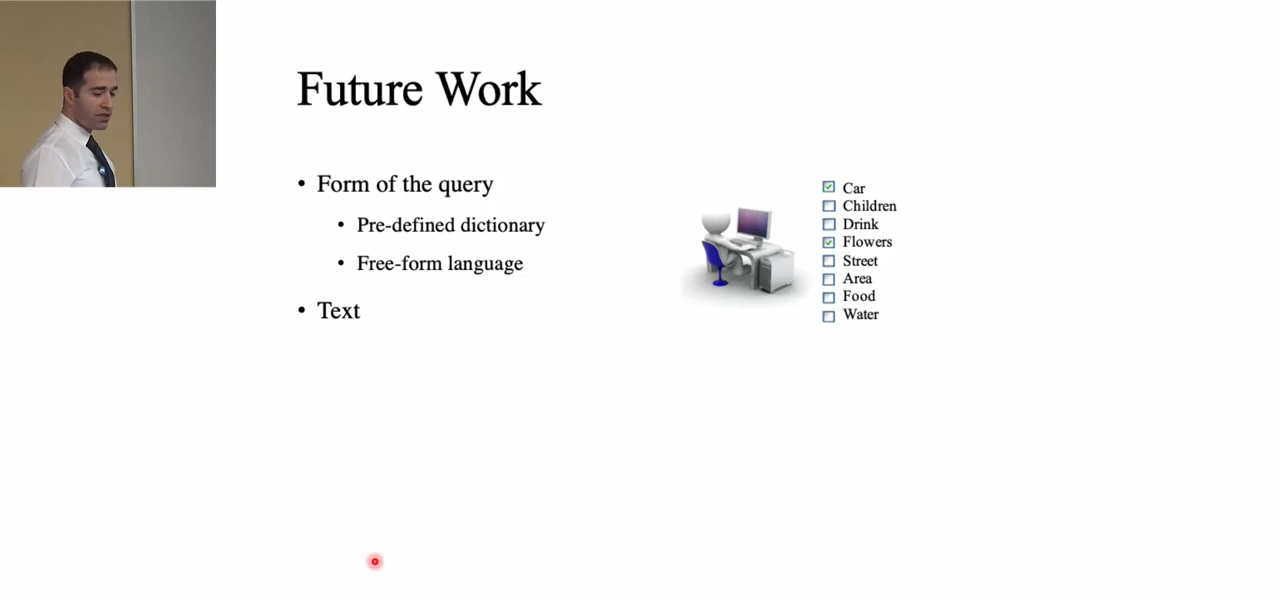 Future Work
• Form of the query
• Pre-defined dictionary
• Free-form language
• Text
Car
Children
Drink
Flowers
Street
Area
Food
Water